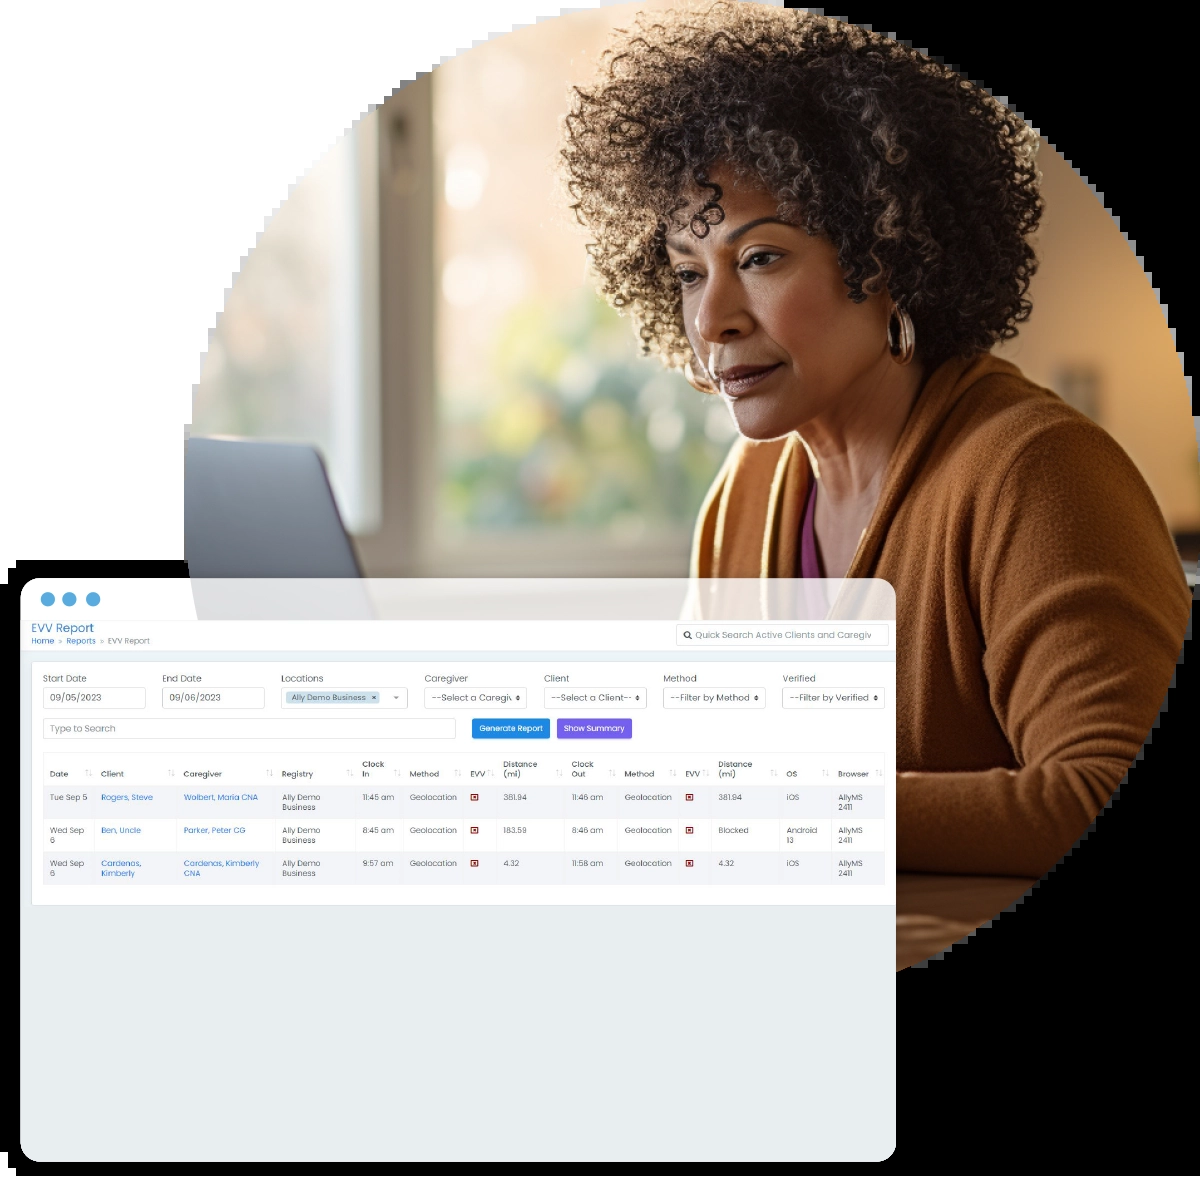 EVV Report
Home » Reports » EVV Report
Quick Search Active Clients and Caregiv
Start Date End Date Locations Caregiver Client Method Verified
09/05/2023 09/06/2023 Ally Demo Business × --Select a Caregiv --Select a Client-- --Filter by Method --Filter by Verified
Type to Search Generate Report Show Summary
Clock Distance Clock Distance
Date Client Caregiver Registry In Method EVV (mi) Out Method EVV (mi) OS Browser
Tue Sep 5 Rogers, Steve Wolbert, Maria CNA Ally Demo 11:45 am Geolocation 381.94 11:46 am Geolocation 381.94 iOS AllyMS
Business 2411
Wed Sep Ben, Uncle Parker, Peter CG Ally Demo 8:45 am Geolocation 183.59 8:46 am Geolocation Blocked Android AllyMS
6 Business 13 2411
Wed Sep Cardenas, Cardenas, Kimberly Ally Demo 9:57 am Geolocation 4.32 11:58 am Geolocation 4.32 iOS AllyMS
6 Kimberly CNA Business 2411